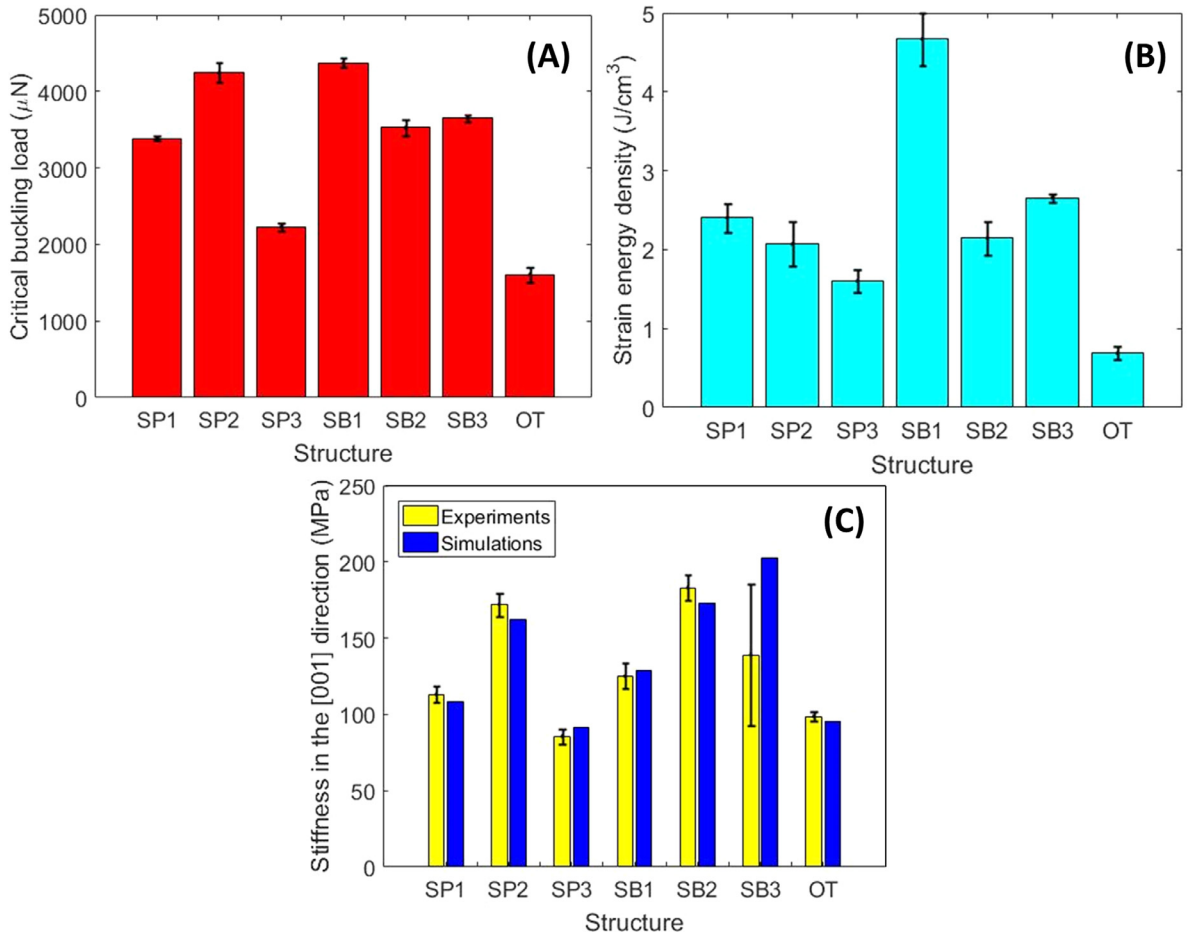 (A)
Critical buckling load (μN)
5000
4000
3000
2000
1000
0
SP1 SP2 SP3 SB1 SB2 SB3 OT
Structure
(B)
Strain energy density (J/cm³)
5
4
3
2
1
0
SP1 SP2 SP3 SB1 SB2 SB3 OT
Structure
(C)
Stiffness in the [001] direction (MPa)
250
200
150
100
50
0
Experiments
Simulations
SP1 SP2 SP3 SB1 SB2 SB3 OT
Structure